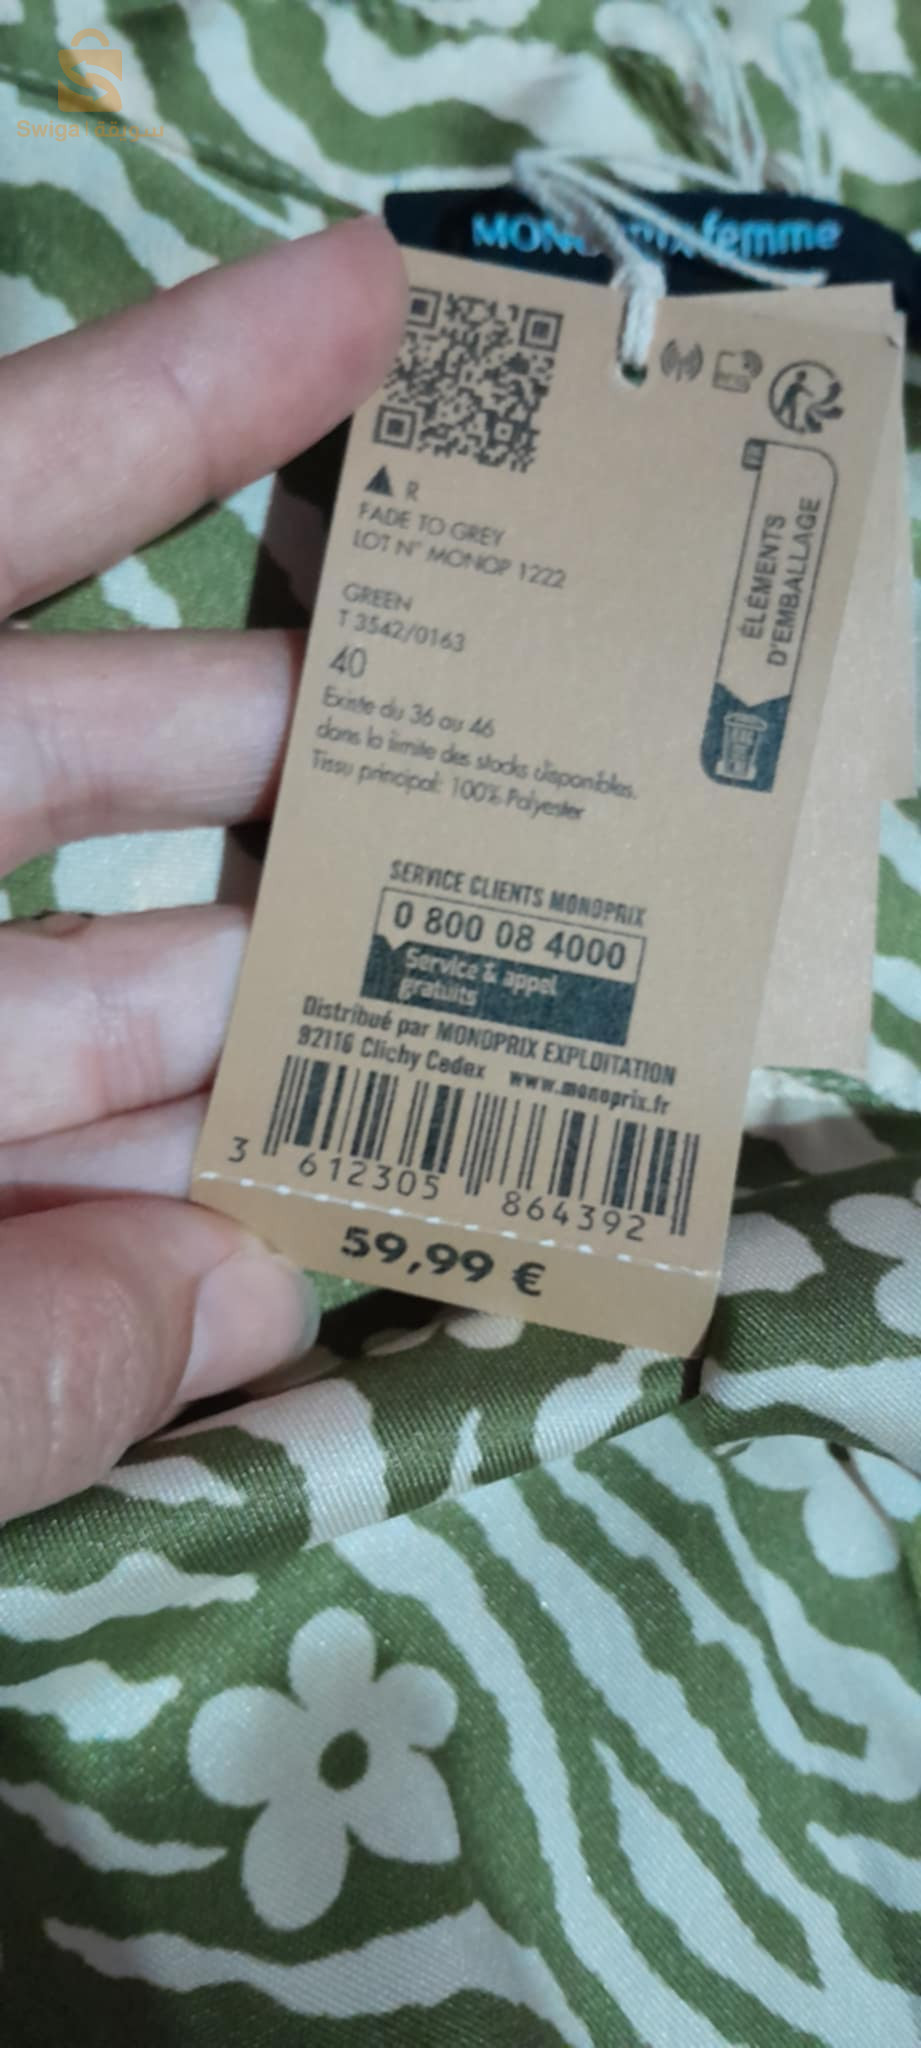 Swiga سويقة
femme
FR
ÉLÉMENTS
D'EMBALLAGE
R
FADE TO GREY
LOT N° MONOP 1222
GREEN
T 3542/0163
40
Existe du 36 au 46
dans la limite des stocks disponibles.
Tissu principal: 100% Polyester
SERVICE CLIENTS MONOPRIX
0 800 08 4000
Service & appel
gratuits
Distribué par MONOPRIX EXPLOITATION
92116 Clichy Cedex www.monoprix.fr
3 612305 864392
59,99 €